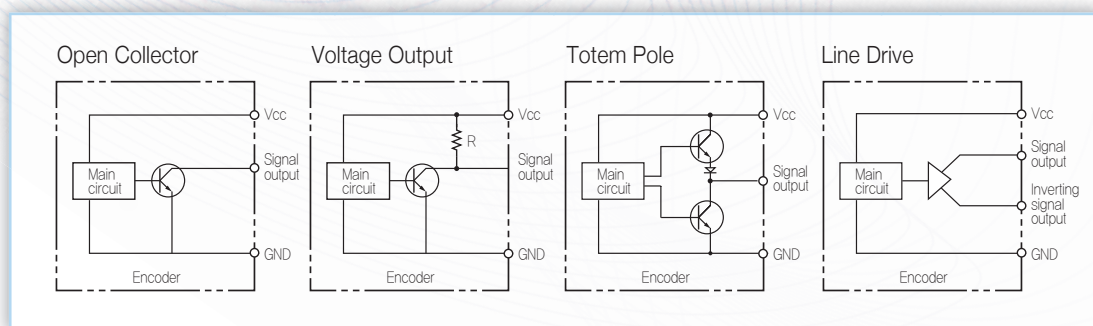 Open Collector
Vcc
Main
circuit
Signal
output
GND
Encoder
Voltage Output
Vcc
R
Main
circuit
Signal
output
GND
Encoder
Totem Pole
Vcc
Main
circuit
Signal
output
GND
Encoder
Line Drive
Vcc
Main
circuit
Signal
output
Inverting
signal
output
GND
Encoder